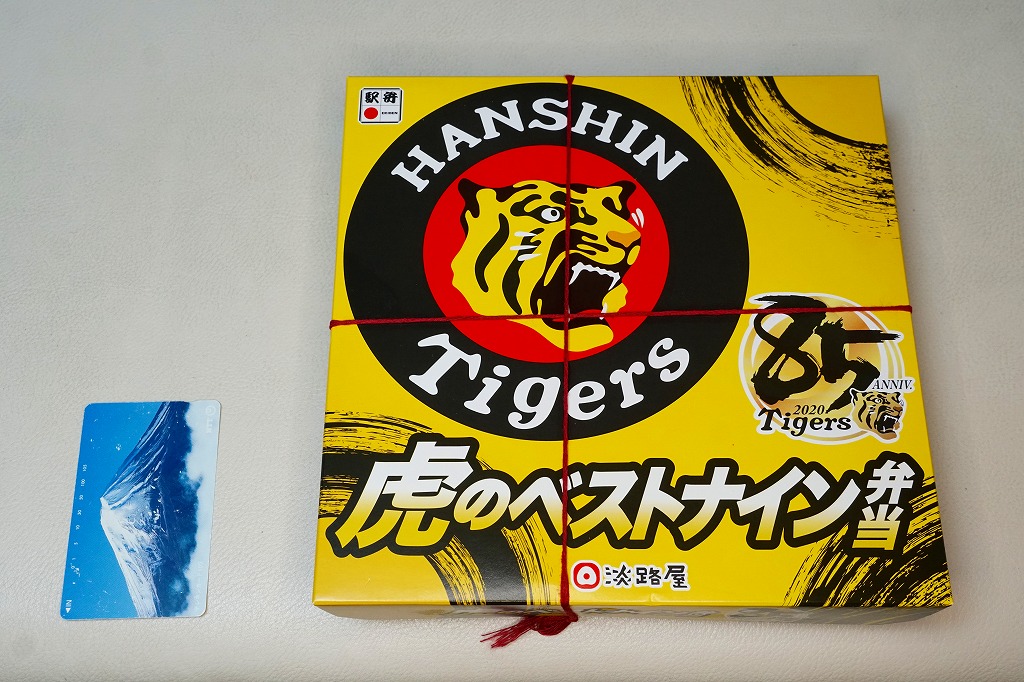 駅弁
EKIBEN
HANSHIN
Tigers
85
ANNIV.
2020
Tigers
虎のベストナイン弁当
淡路屋